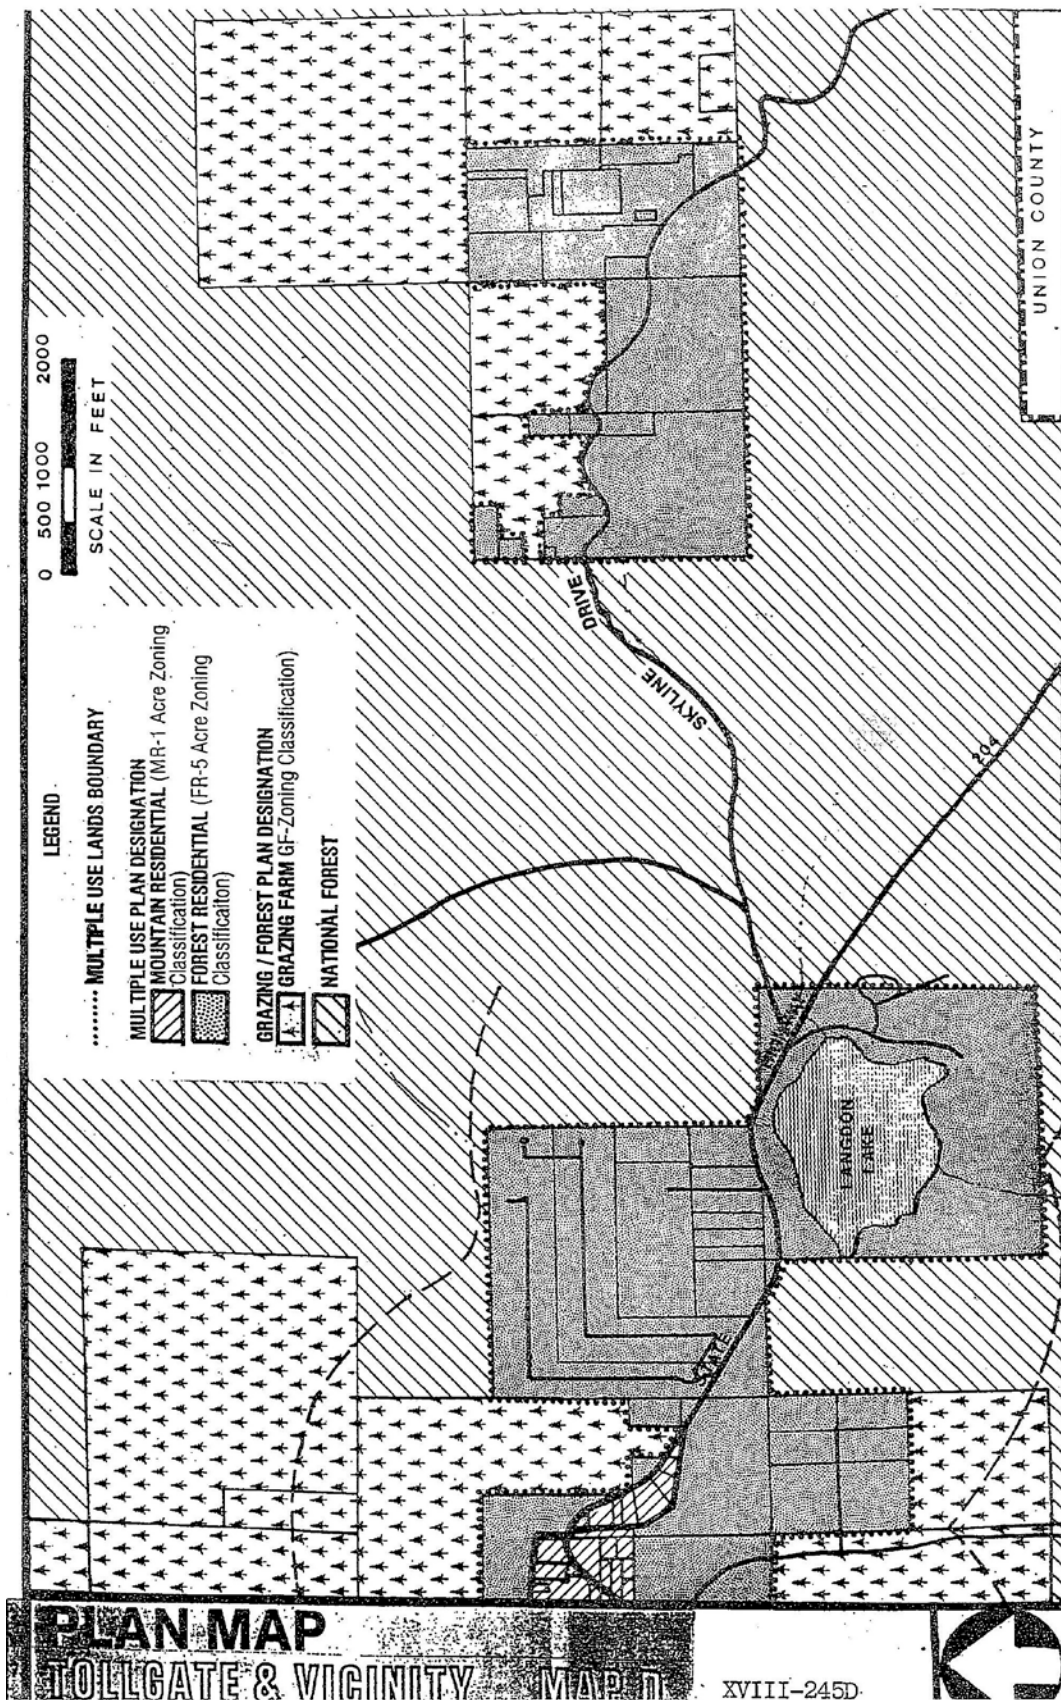 0 500 1000 2000
SCALE IN FEET
LEGEND
MULTIPLE USE LANDS BOUNDARY
MULTIPLE USE PLAN DESIGNATION
MOUNTAIN RESIDENTIAL (MR-1 Acre Zoning
Classification)
FOREST RESIDENTIAL (FR-5 Acre Zoning
Classificaiton)
GRAZING / FOREST PLAN DESIGNATION
GRAZING FARM GF-Zoning Classification)
NATIONAL FOREST
SKYLINE DRIVE
204
STATE
HIGHWAY
LANGDON
LAKE
UNION COUNTY
PLAN MAP
TOLLGATE & VICINITY MAP D
XVIII-245D